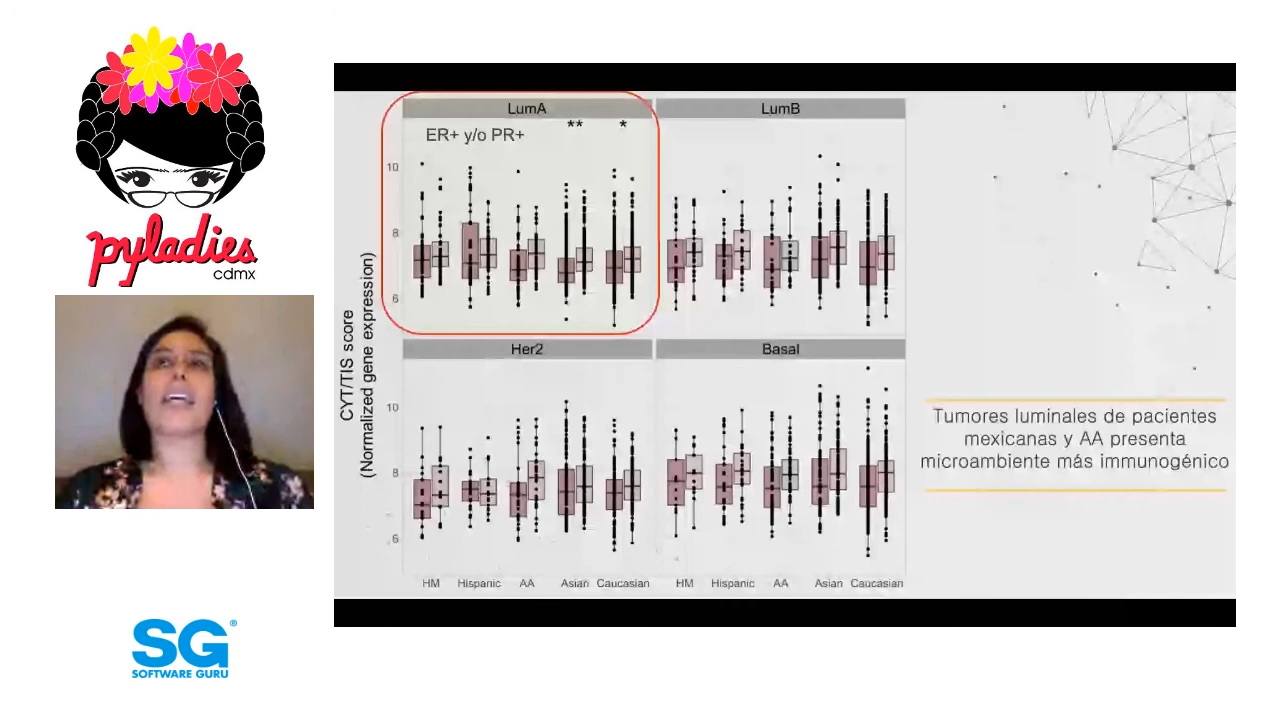 pyladies
cdmx
SG®
SOFTWARE GURU
LumA
LumB
ER+ y/o PR+
**
*
10
8
6
CYT/TIS score
(Normalized gene expression)
Her2
Basal
10
8
6
HM Hispanic AA Asian Caucasian
HM Hispanic AA Asian Caucasian
Tumores luminales de pacientes
mexicanas y AA presenta
microambiente más immunogénico